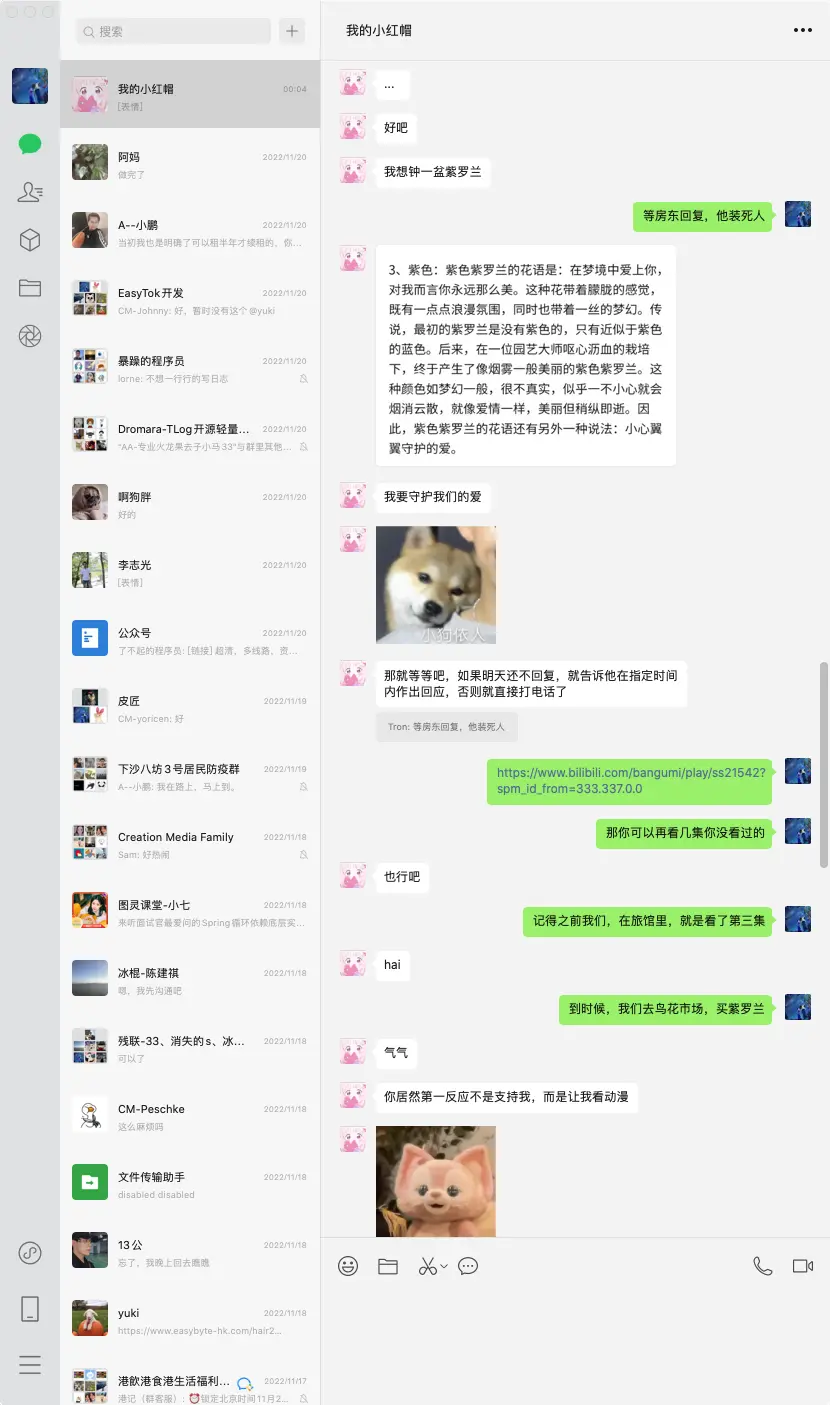 搜索
我的小红帽
00:04
[表情]
阿妈
2022/11/20
做完了
A--小鹏
2022/11/20
当初我也是明确了可以租半年才续租的，你...
EasyTok开发
2022/11/20
CM-Johnny: 好，暂时没有这个@yuki
暴躁的程序员
2022/11/20
lorne: 不想一行行的写日志
Dromara-TLog开源轻量...
2022/11/20
"AA-专业火龙果去子小马33"与群里其他...
啊狗胖
2022/11/20
好的
李志光
2022/11/20
[表情]
公众号
2022/11/20
了不起的程序员: [链接] 超清，多线路，资...
皮匠
2022/11/19
CM-yoricen: 好
下沙八坊3号居民防疫群
2022/11/19
A--小鹏: 我在路上，马上到。
Creation Media Family
2022/11/18
Sam: 好热闹
图灵课堂-小七
2022/11/18
来听面试官最爱问的Spring循环依赖底层实...
冰棍-陈建祺
2022/11/18
嗯，我先沟通吧
残联-33、消失的s、冰...
2022/11/18
可以了
CM-Peschke
2022/11/18
这么麻烦吗
文件传输助手
2022/11/18
disabled disabled
13公
2022/11/18
忘了，我晚上回去瞧瞧
yuki
2022/11/18
https://www.easybyte-hk.com/hair2...
港飲港食港生活福利...
2022/11/17
港记（群客服）: ⏰锁定北京时间11月2...
我的小红帽
...
好吧
我想钟一盆紫罗兰
等房东回复，他装死人
3、紫色：紫色紫罗兰的花语是：在梦境中爱上你，
对我而言你永远那么美。这种花带着朦胧的感觉，
既有一点点浪漫氛围，同时也带着一丝的梦幻。传
说，最初的紫罗兰是没有紫色的，只有近似于紫色
的蓝色。后来，在一位园艺大师呕心沥血的栽培
下，终于产生了像烟雾一般美丽的紫色紫罗兰。这
种颜色如梦幻一般，很不真实，似乎一不小心就会
烟消云散，就像爱情一样，美丽但稍纵即逝。因
此，紫色紫罗兰的花语还有另外一种说法：小心翼
翼守护的爱。
我要守护我们的爱
小狗依人
那就等等吧，如果明天还不回复，就告诉他在指定时间
内作出回应，否则就直接打电话了
Tron: 等房东回复，他装死人
https://www.bilibili.com/bangumi/play/ss21542?
spm_id_from=333.337.0.0
那你可以再看几集你没看过的
也行吧
记得之前我们，在旅馆里，就是看了第三集
hai
到时候，我们去鸟花市场，买紫罗兰
气气
你居然第一反应不是支持我，而是让我看动漫